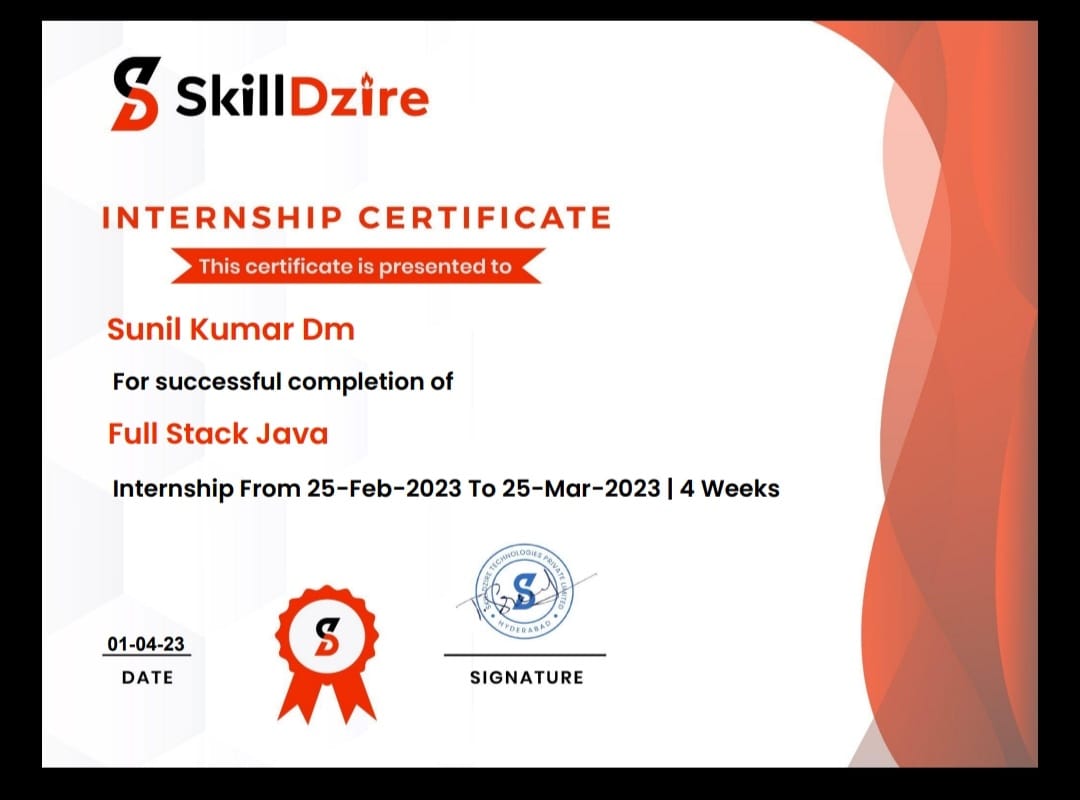 SkillDzire
INTERNSHIP CERTIFICATE
This certificate is presented to
Sunil Kumar Dm
For successful completion of
Full Stack Java
Internship From 25-Feb-2023 To 25-Mar-2023 | 4 Weeks
SKILLDZIRE TECHNOLOGIES PRIVATE LIMITED
HYDERABAD
01-04-23
DATE
SIGNATURE